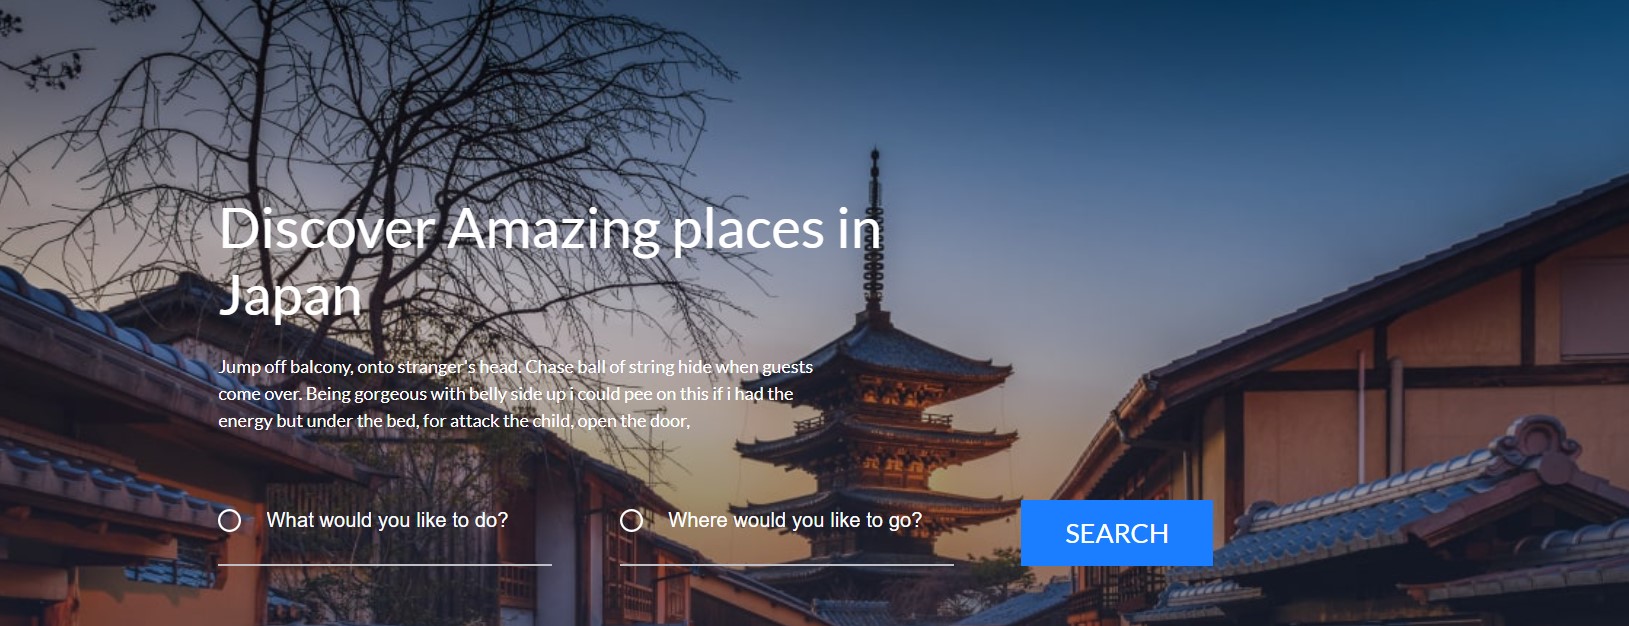 Discover Amazing places in
Japan
Jump off balcony, onto stranger's head. Chase ball of string hide when guests
come over. Being gorgeous with belly side up i could pee on this if i had the
energy but under the bed, for attack the child, open the door,
What would you like to do?
Where would you like to go?
SEARCH